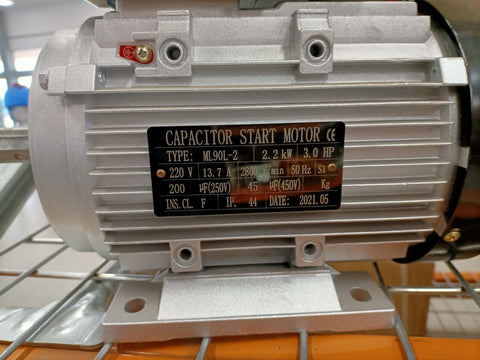 CAPACITOR START MOTOR CE
TYPE: ML90L-2 2.2 kW 3.0 HP
220 V 13.7 A 2800 r/min 50 Hz S1
200 μF(250V) 45 μF(450V) Kg
INS.CL. F IP. 44 DATE: 2021.05